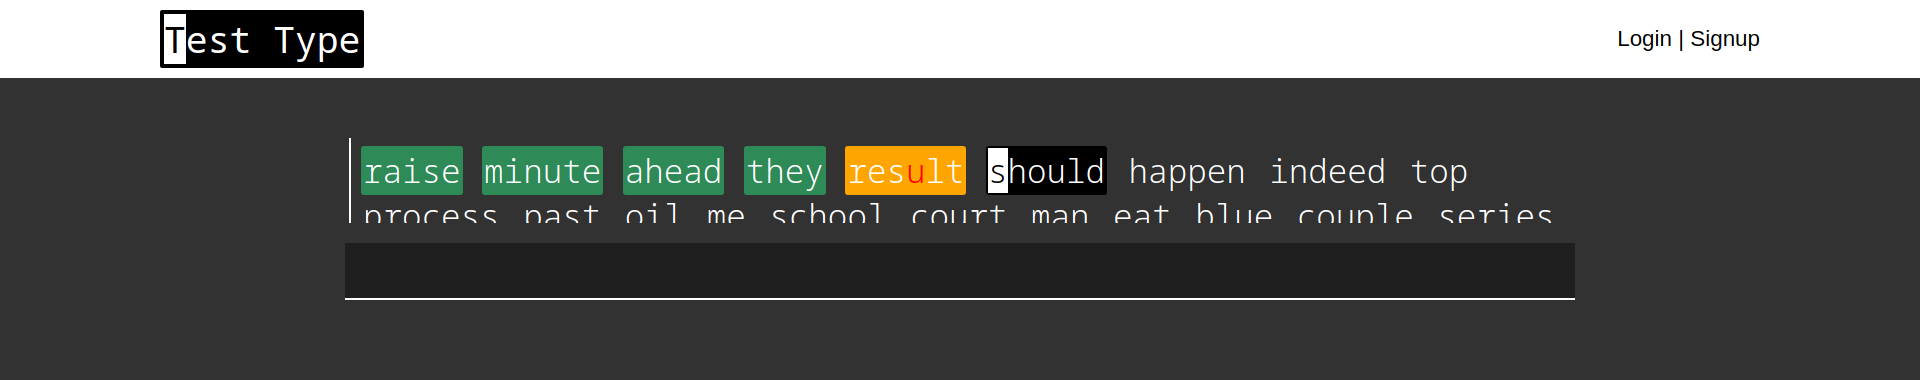 Test Type
Login | Signup
raise minute ahead they result should happen indeed top
process past oil me school court man eat blue couple series